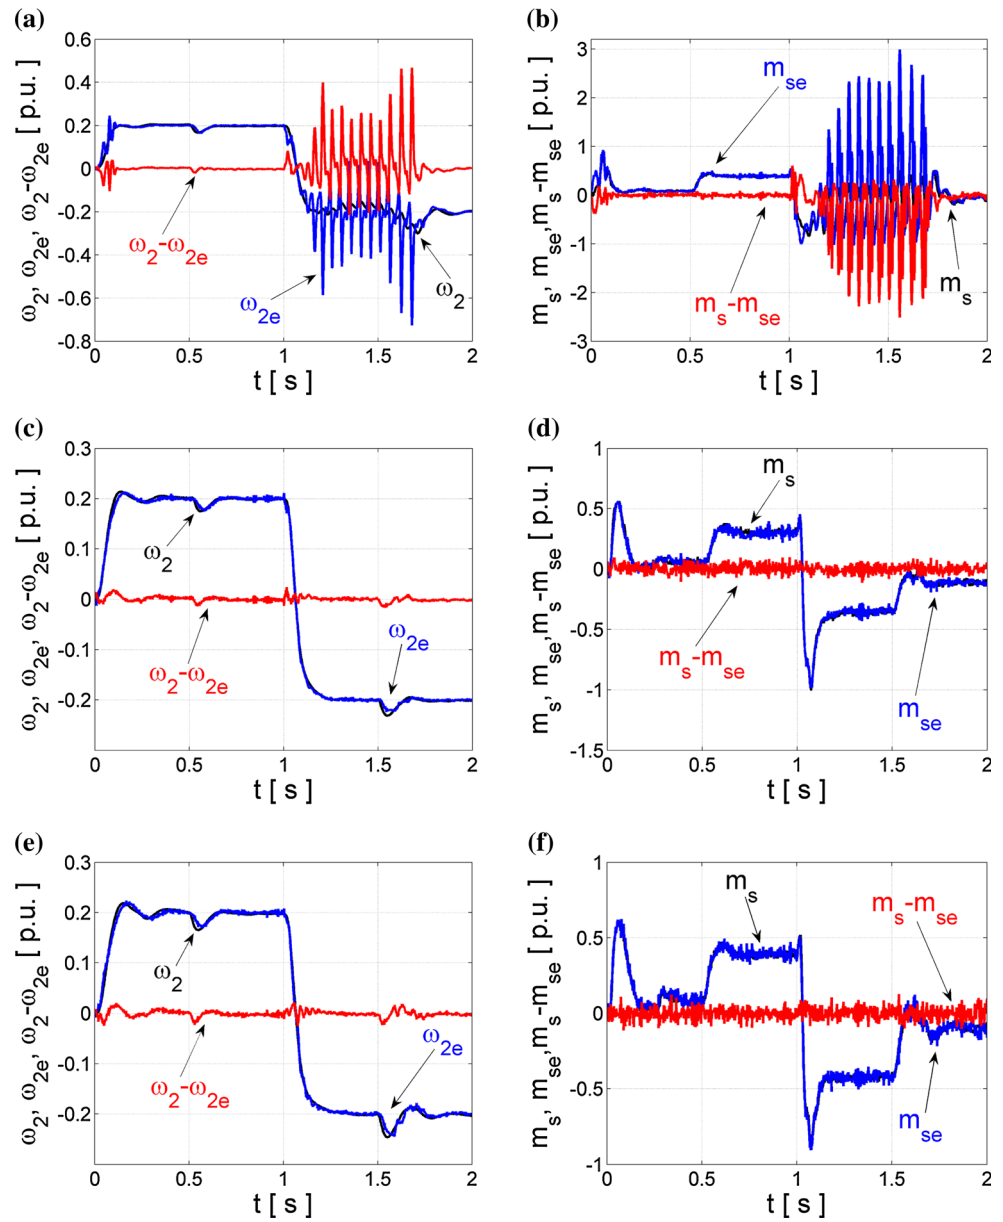 (a)
ω2, ω2e, ω2-ω2e [ p.u. ]
0.6
0.4
0.2
0
-0.2
-0.4
-0.6
-0.8
ω2-ω2e
ω2e
ω2
0 0.5 1 1.5 2
t [ s ]
(b)
ms, mse,ms-mse [ p.u. ]
3
2
1
0
-1
-2
-3
mse
ms-mse
ms
0 0.5 1 1.5 2
t [ s ]
(c)
ω2, ω2e, ω2-ω2e [ p.u. ]
0.3
0.2
0.1
0
-0.1
-0.2
ω2
ω2-ω2e
ω2e
0 0.5 1 1.5 2
t [ s ]
(d)
ms, mse,ms-mse [ p.u. ]
1
0.5
0
-0.5
-1
-1.5
ms
ms-mse
mse
0 0.5 1 1.5 2
t [ s ]
(e)
ω2, ω2e, ω2-ω2e [ p.u. ]
0.3
0.2
0.1
0
-0.1
-0.2
ω2
ω2-ω2e
ω2e
0 0.5 1 1.5 2
t [ s ]
(f)
ms, mse,ms-mse [ p.u. ]
1
0.5
0
-0.5
-1
ms
ms-mse
mse
0 0.5 1 1.5 2
t [ s ]